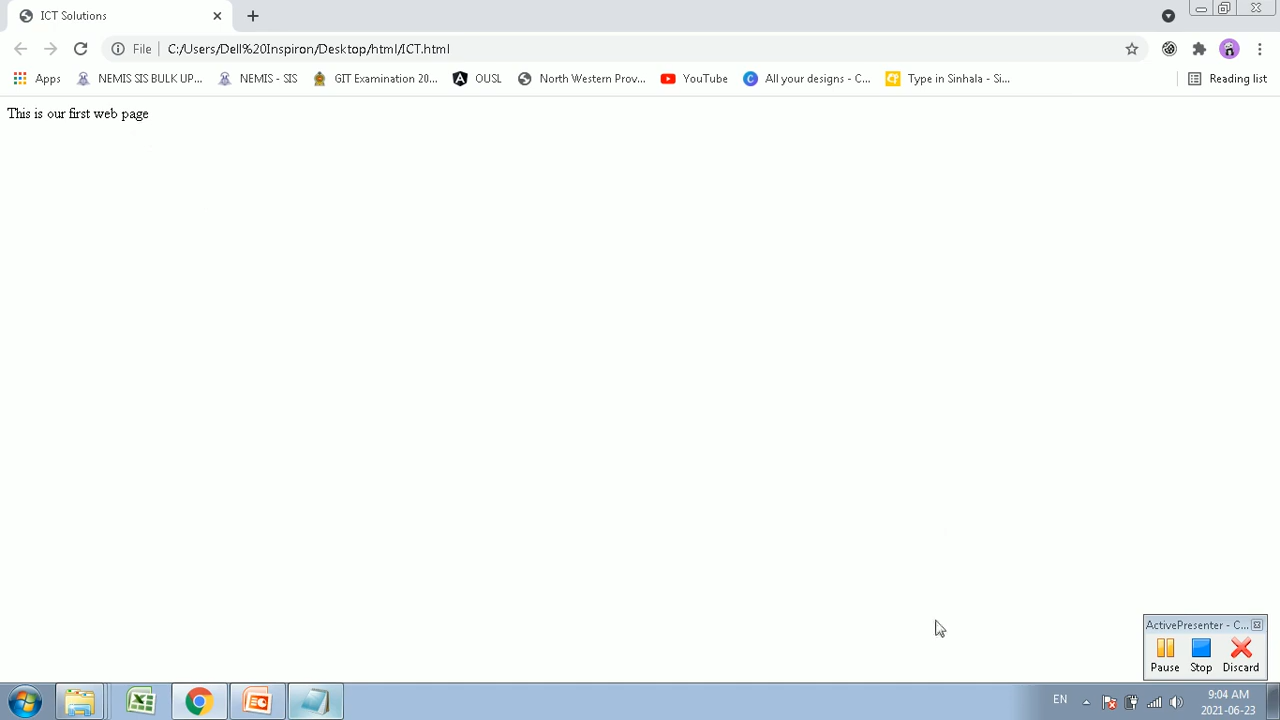 ICT Solutions
File C:/Users/Dell%20Inspiron/Desktop/html/ICT.html
Apps NEMIS SIS BULK UP... NEMIS - SIS GIT Examination 20... OUSL North Western Prov... YouTube All your designs - C... Type in Sinhala - Si... Reading list
This is our first web page
ActivePresenter - C...
Pause Stop Discard
EN 9:04 AM
2021-06-23